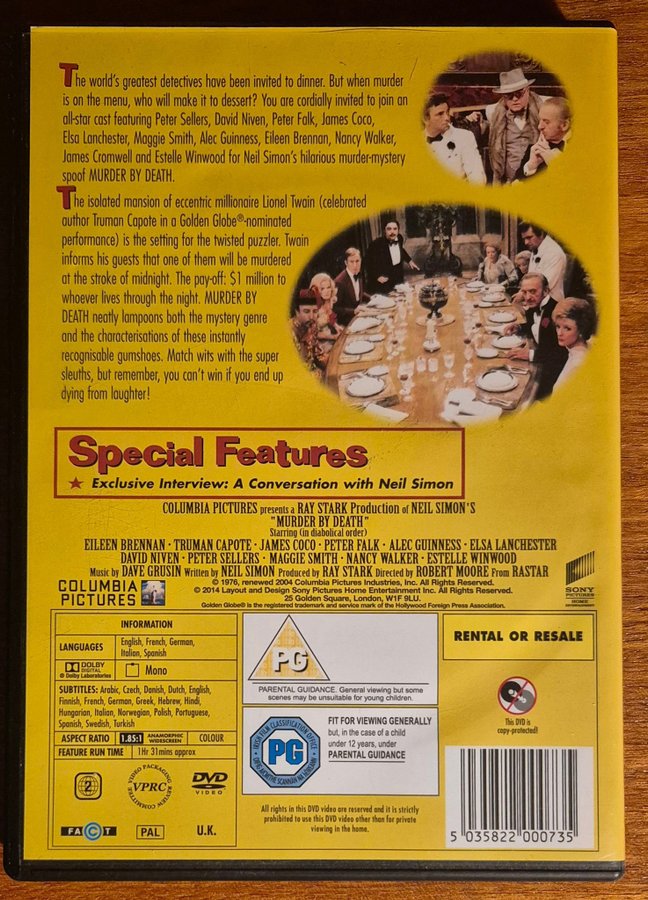 The world's greatest detectives have been invited to dinner. But when murder
is on the menu, who will make it to dessert? You are cordially invited to join an
all-star cast featuring Peter Sellers, David Niven, Peter Falk, James Coco,
Elsa Lanchester, Maggie Smith, Alec Guinness, Eileen Brennan, Nancy Walker,
James Cromwell and Estelle Winwood for Neil Simon's hilarious murder-mystery
spoof MURDER BY DEATH.
The isolated mansion of eccentric millionaire Lionel Twain (celebrated
author Truman Capote in a Golden Globe®-nominated
performance) is the setting for the twisted puzzler. Twain
informs his guests that one of them will be murdered
at the stroke of midnight. The pay-off: $1 million to
whoever lives through the night. MURDER BY
DEATH neatly lampoons both the mystery genre
and the characterisations of these instantly
recognisable gumshoes. Match wits with the super
sleuths, but remember, you can't win if you end up
dying from laughter!
Special Features
★ Exclusive Interview: A Conversation with Neil Simon
COLUMBIA PICTURES presents a RAY STARK Production of NEIL SIMON'S
"MURDER BY DEATH"
Starring (in diabolical order)
EILEEN BRENNAN · TRUMAN CAPOTE · JAMES COCO · PETER FALK · ALEC GUINNESS · ELSA LANCHESTER
DAVID NIVEN · PETER SELLERS · MAGGIE SMITH · NANCY WALKER · ESTELLE WINWOOD
Music by DAVE GRUSIN Written by NEIL SIMON Produced by RAY STARK Directed by ROBERT MOORE From RASTAR
© 1976, renewed 2004 Columbia Pictures Industries, Inc. All Rights Reserved.
© 2014 Layout and Design Sony Pictures Home Entertainment Inc. All Rights Reserved.
25 Golden Square, London, W1F 9LU.
Golden Globe® is the registered trademark and service mark of the Hollywood Foreign Press Association.
COLUMBIA
PICTURES
SONY
PICTURES
HOME
ENTERTAINMENT
INFORMATION
LANGUAGES
English, French, German,
Italian, Spanish
DOLBY
DIGITAL
® Dolby Laboratories
Mono
SUBTITLES: Arabic, Czech, Danish, Dutch, English,
Finnish, French, German, Greek, Hebrew, Hindi,
Hungarian, Italian, Norwegian, Polish, Portuguese,
Spanish, Swedish, Turkish
ASPECT RATIO 1.85:1 ANAMORPHIC WIDESCREEN COLOUR
FEATURE RUN TIME 1Hr 31mins approx
2
VIDEO PACKAGING REVIEW COMMITTEE
VPRC
DVD
VIDEO
FACT
PAL
U.K.
PG
PARENTAL GUIDANCE. General viewing but some
scenes may be unsuitable for young children.
IRISH FILM CLASSIFICATION OFFICE
PG
FIT FOR VIEWING GENERALLY
but, in the case of a child
under 12 years, under
PARENTAL GUIDANCE
All rights in this DVD video are reserved and it is strictly
prohibited to use this DVD video other than for private
viewing in the home.
RENTAL OR RESALE
This DVD is
copy-protected!
5 035822 000735